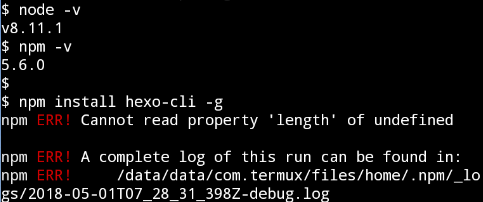 $ node -v
v8.11.1
$ npm -v
5.6.0
$
$ npm install hexo-cli -g
npm ERR! Cannot read property 'length' of undefined
npm ERR! A complete log of this run can be found in:
npm ERR!     /data/data/com.termux/files/home/.npm/_lo
gs/2018-05-01T07_28_31_398Z-debug.log